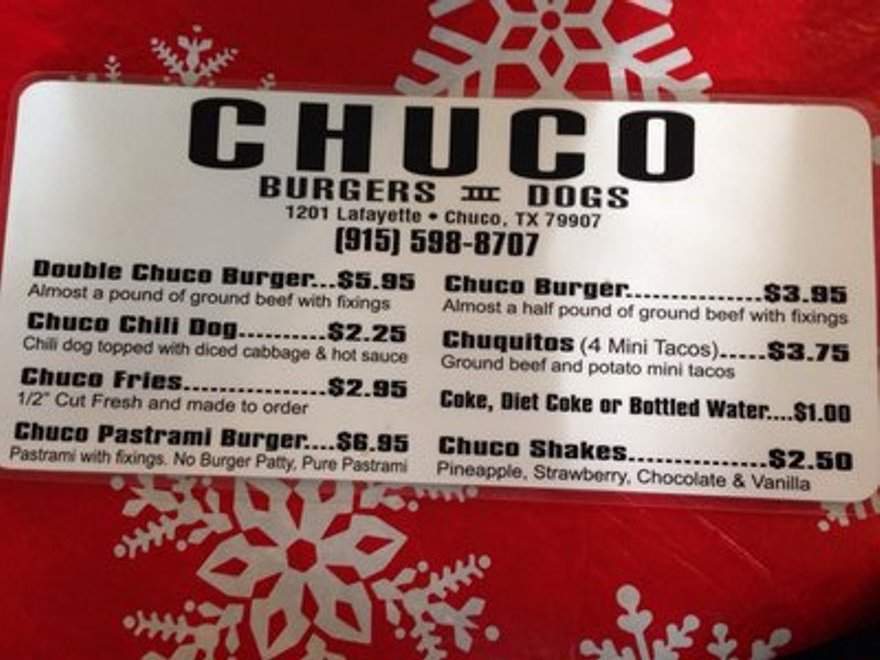 CHUCO
BURGERS III DOGS
1201 Lafayette • Chuco, TX 79907
(915) 598-8707
Double Chuco Burger...$5.95
Almost a pound of ground beef with fixings
Chuco Chili Dog..........$2.25
Chili dog topped with diced cabbage & hot sauce
Chuco Fries................$2.95
1/2" Cut Fresh and made to order
Chuco Pastrami Burger....$6.95
Pastrami with fixings. No Burger Patty, Pure Pastrami
Chuco Burger...............$3.95
Almost a half pound of ground beef with fixings
Chuquitos (4 Mini Tacos).....$3.75
Ground beef and potato mini tacos
Coke, Diet Coke or Bottled Water....$1.00
Chuco Shakes...............$2.50
Pineapple, Strawberry, Chocolate & Vanilla